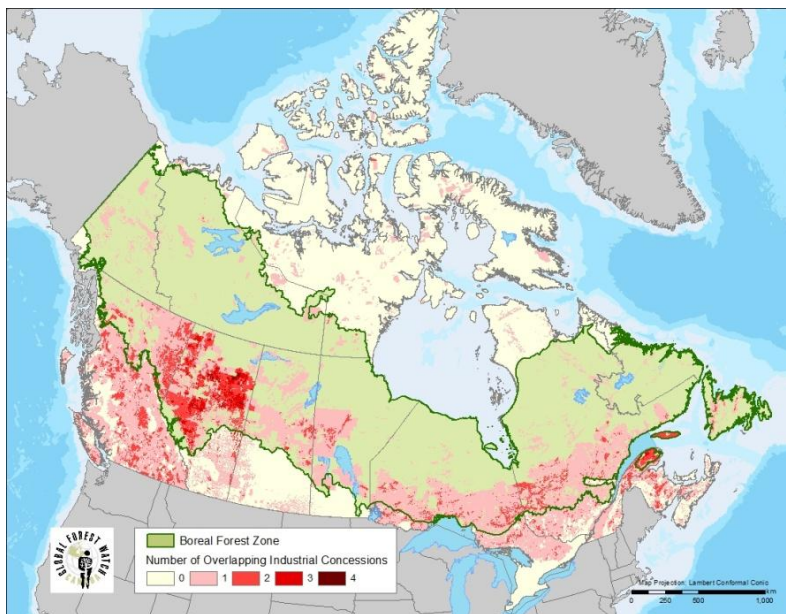 GLOBAL FOREST WATCH
Boreal Forest Zone
Number of Overlapping Industrial Concessions
0 1 2 3 4
Map Projection: Lambert Conformal Conic
km
0 250 500 1,000